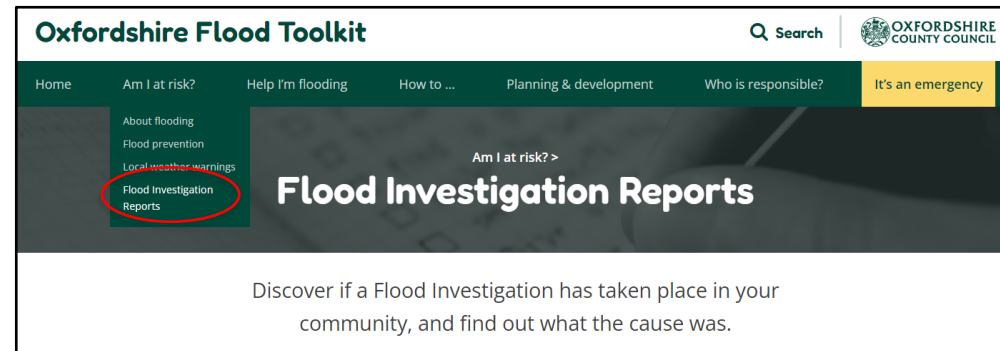 Oxfordshire Flood Toolkit
Search
OXFORDSHIRE
COUNTY COUNCIL
Home Am I at risk? Help I'm flooding How to ... Planning & development Who is responsible? It's an emergency
About flooding
Flood prevention
Local weather warnings
Flood Investigation
Reports
Am I at risk? >
Flood Investigation Reports
Discover if a Flood Investigation has taken place in your
community, and find out what the cause was.